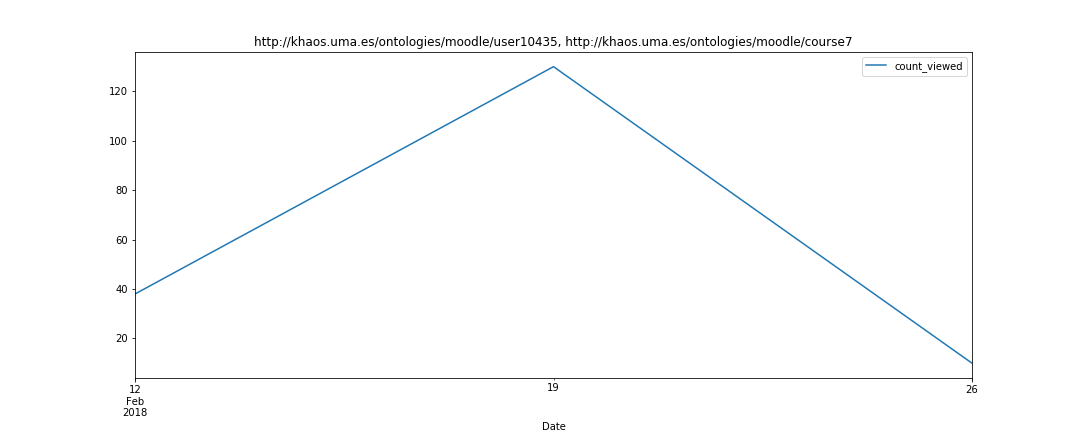 http://khaos.uma.es/ontologies/moodle/user10435, http://khaos.uma.es/ontologies/moodle/course7
count_viewed
120
100
80
60
40
20
12
Feb
2018
19
26
Date